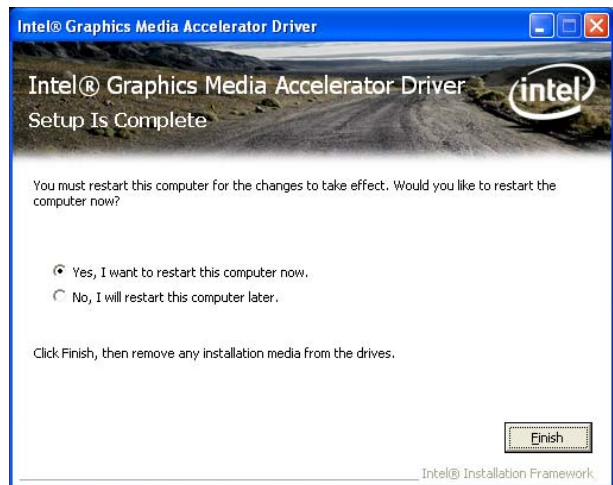 Intel® Graphics Media Accelerator Driver
Intel® Graphics Media Accelerator Driver
intel
Setup Is Complete
You must restart this computer for the changes to take effect. Would you like to restart the
computer now?
Yes, I want to restart this computer now.
No, I will restart this computer later.
Click Finish, then remove any installation media from the drives.
Finish
Intel® Installation Framework